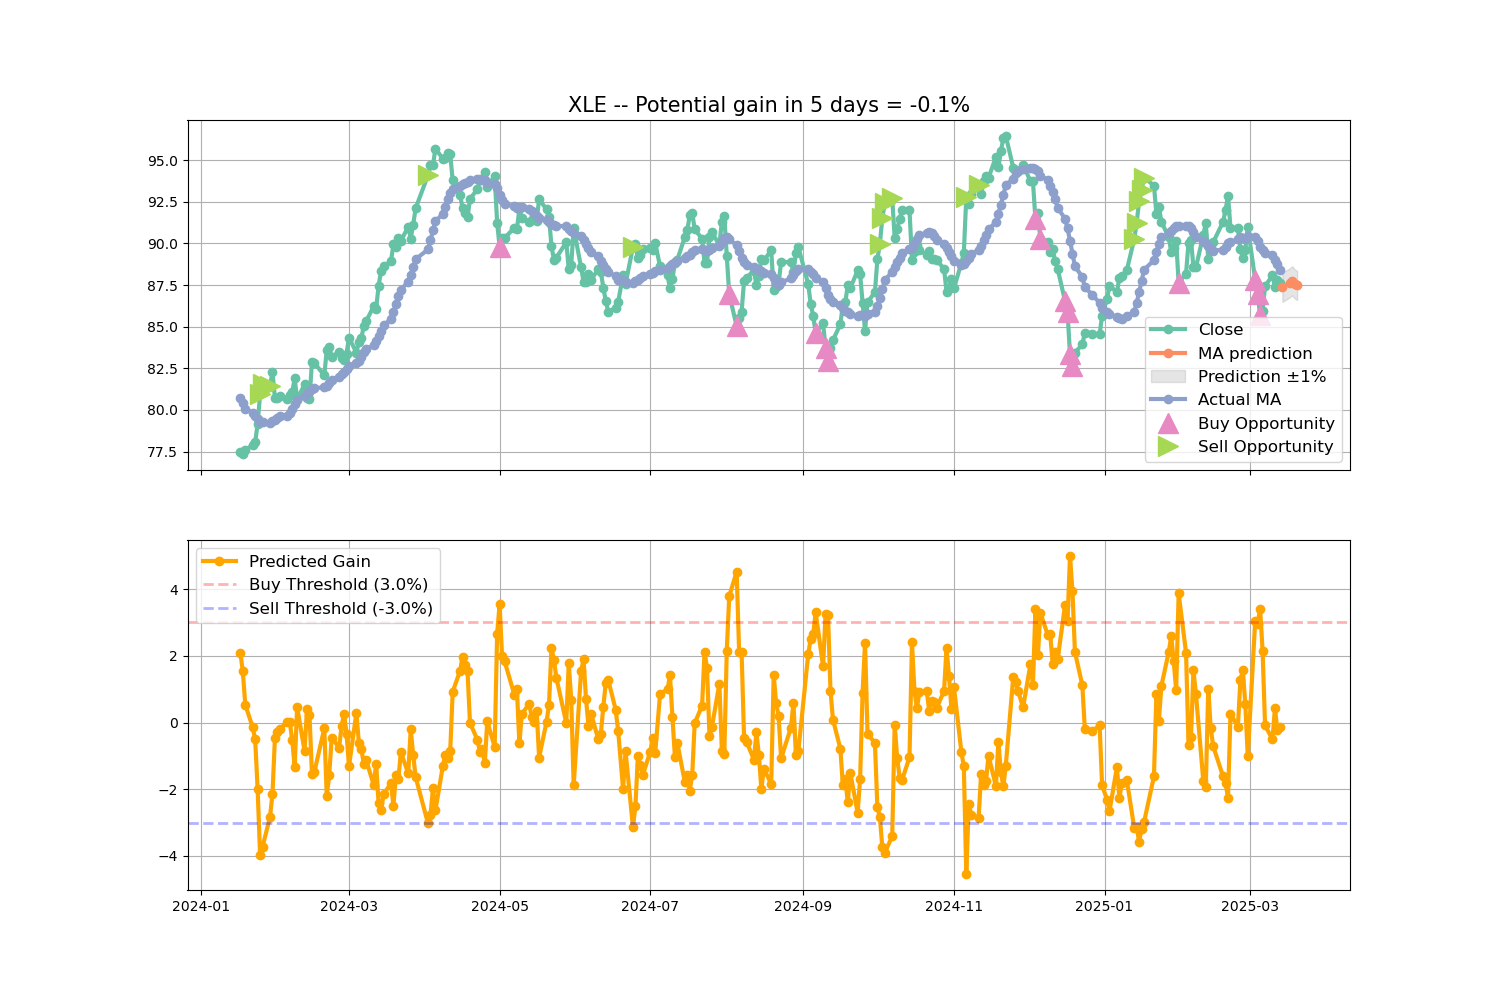 XLE -- Potential gain in 5 days = -0.1%
95.0
92.5
90.0
87.5
85.0
82.5
80.0
77.5
Close
MA prediction
Prediction ±1%
Actual MA
Buy Opportunity
Sell Opportunity
Predicted Gain
Buy Threshold (3.0%)
Sell Threshold (-3.0%)
4
2
0
−2
−4
2024-01
2024-03
2024-05
2024-07
2024-09
2024-11
2025-01
2025-03